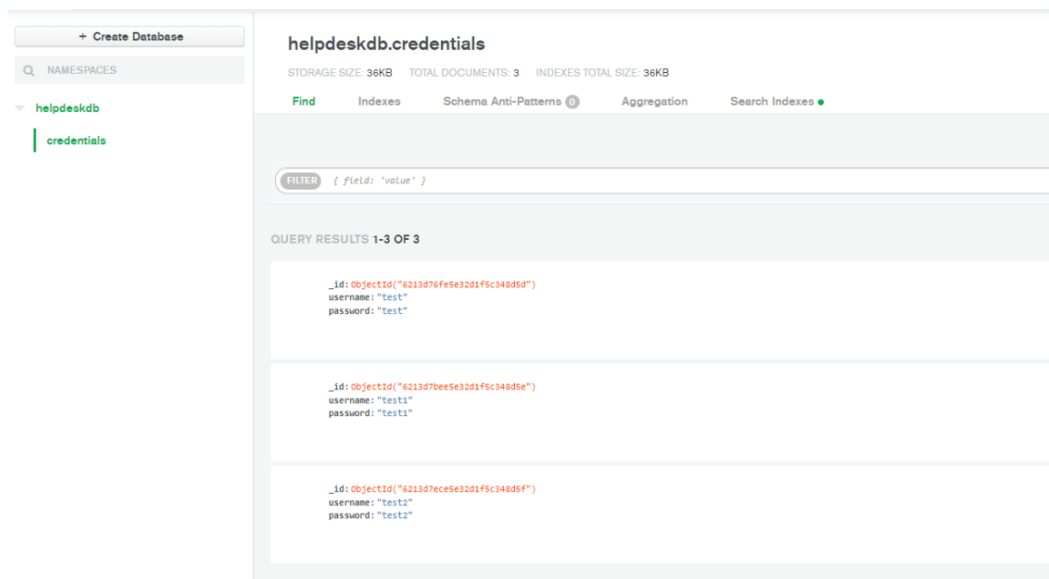 + Create Database
NAMESPACES
helpdeskdb
credentials
helpdeskdb.credentials
STORAGE SIZE: 36KB TOTAL DOCUMENTS: 3 INDEXES TOTAL SIZE: 36KB
Find Indexes Schema Anti-Patterns 0 Aggregation Search Indexes
FILTER { field: 'value' }
QUERY RESULTS 1-3 OF 3
_id: ObjectId("6213d76fe5e32d1f5c348d5d")
username: "test"
password: "test"
_id: ObjectId("6213d7bee5e32d1f5c348d5e")
username: "test1"
password: "test1"
_id: ObjectId("6213d7ece5e32d1f5c348d5f")
username: "test2"
password: "test2"